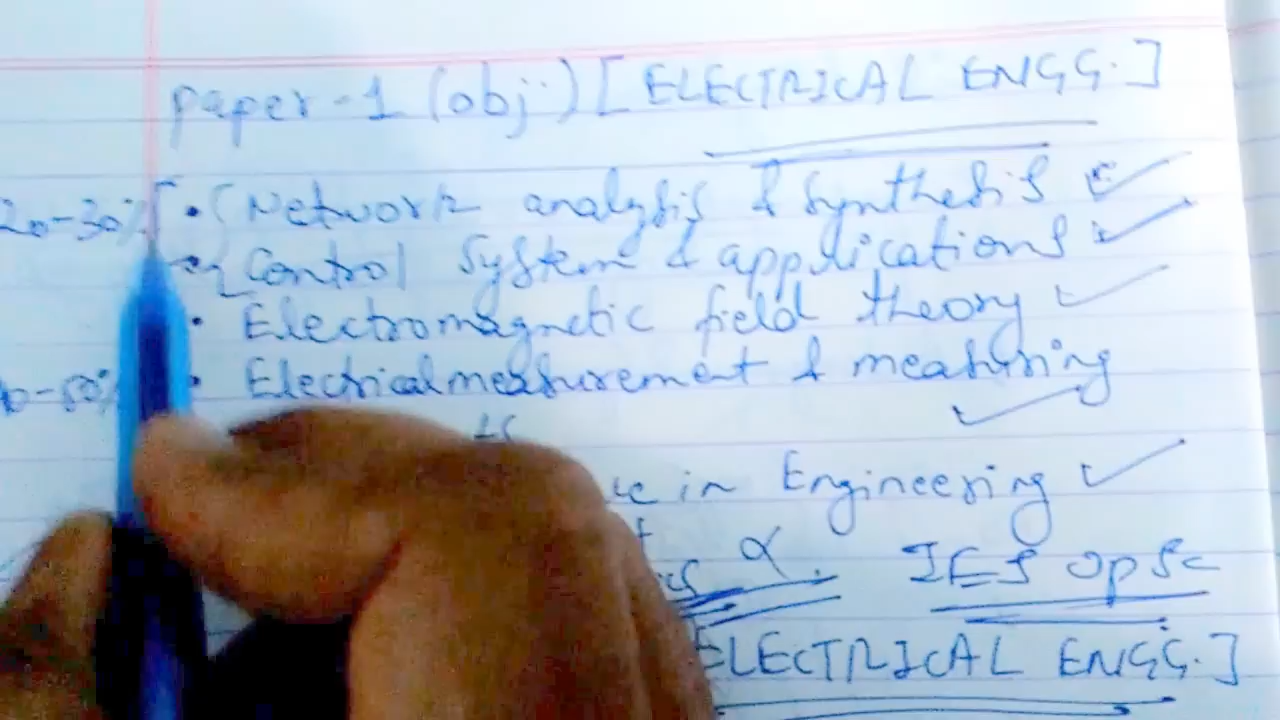 paper-1 (obj.) [ELECTRICAL ENGG.]
20-30% • Network analysis & Synthesis
Control System & applications
• Electromagnetic field theory
• Electrical measurement & measuring
in Engineering
α IES OPSC
ELECTRICAL ENGG.]